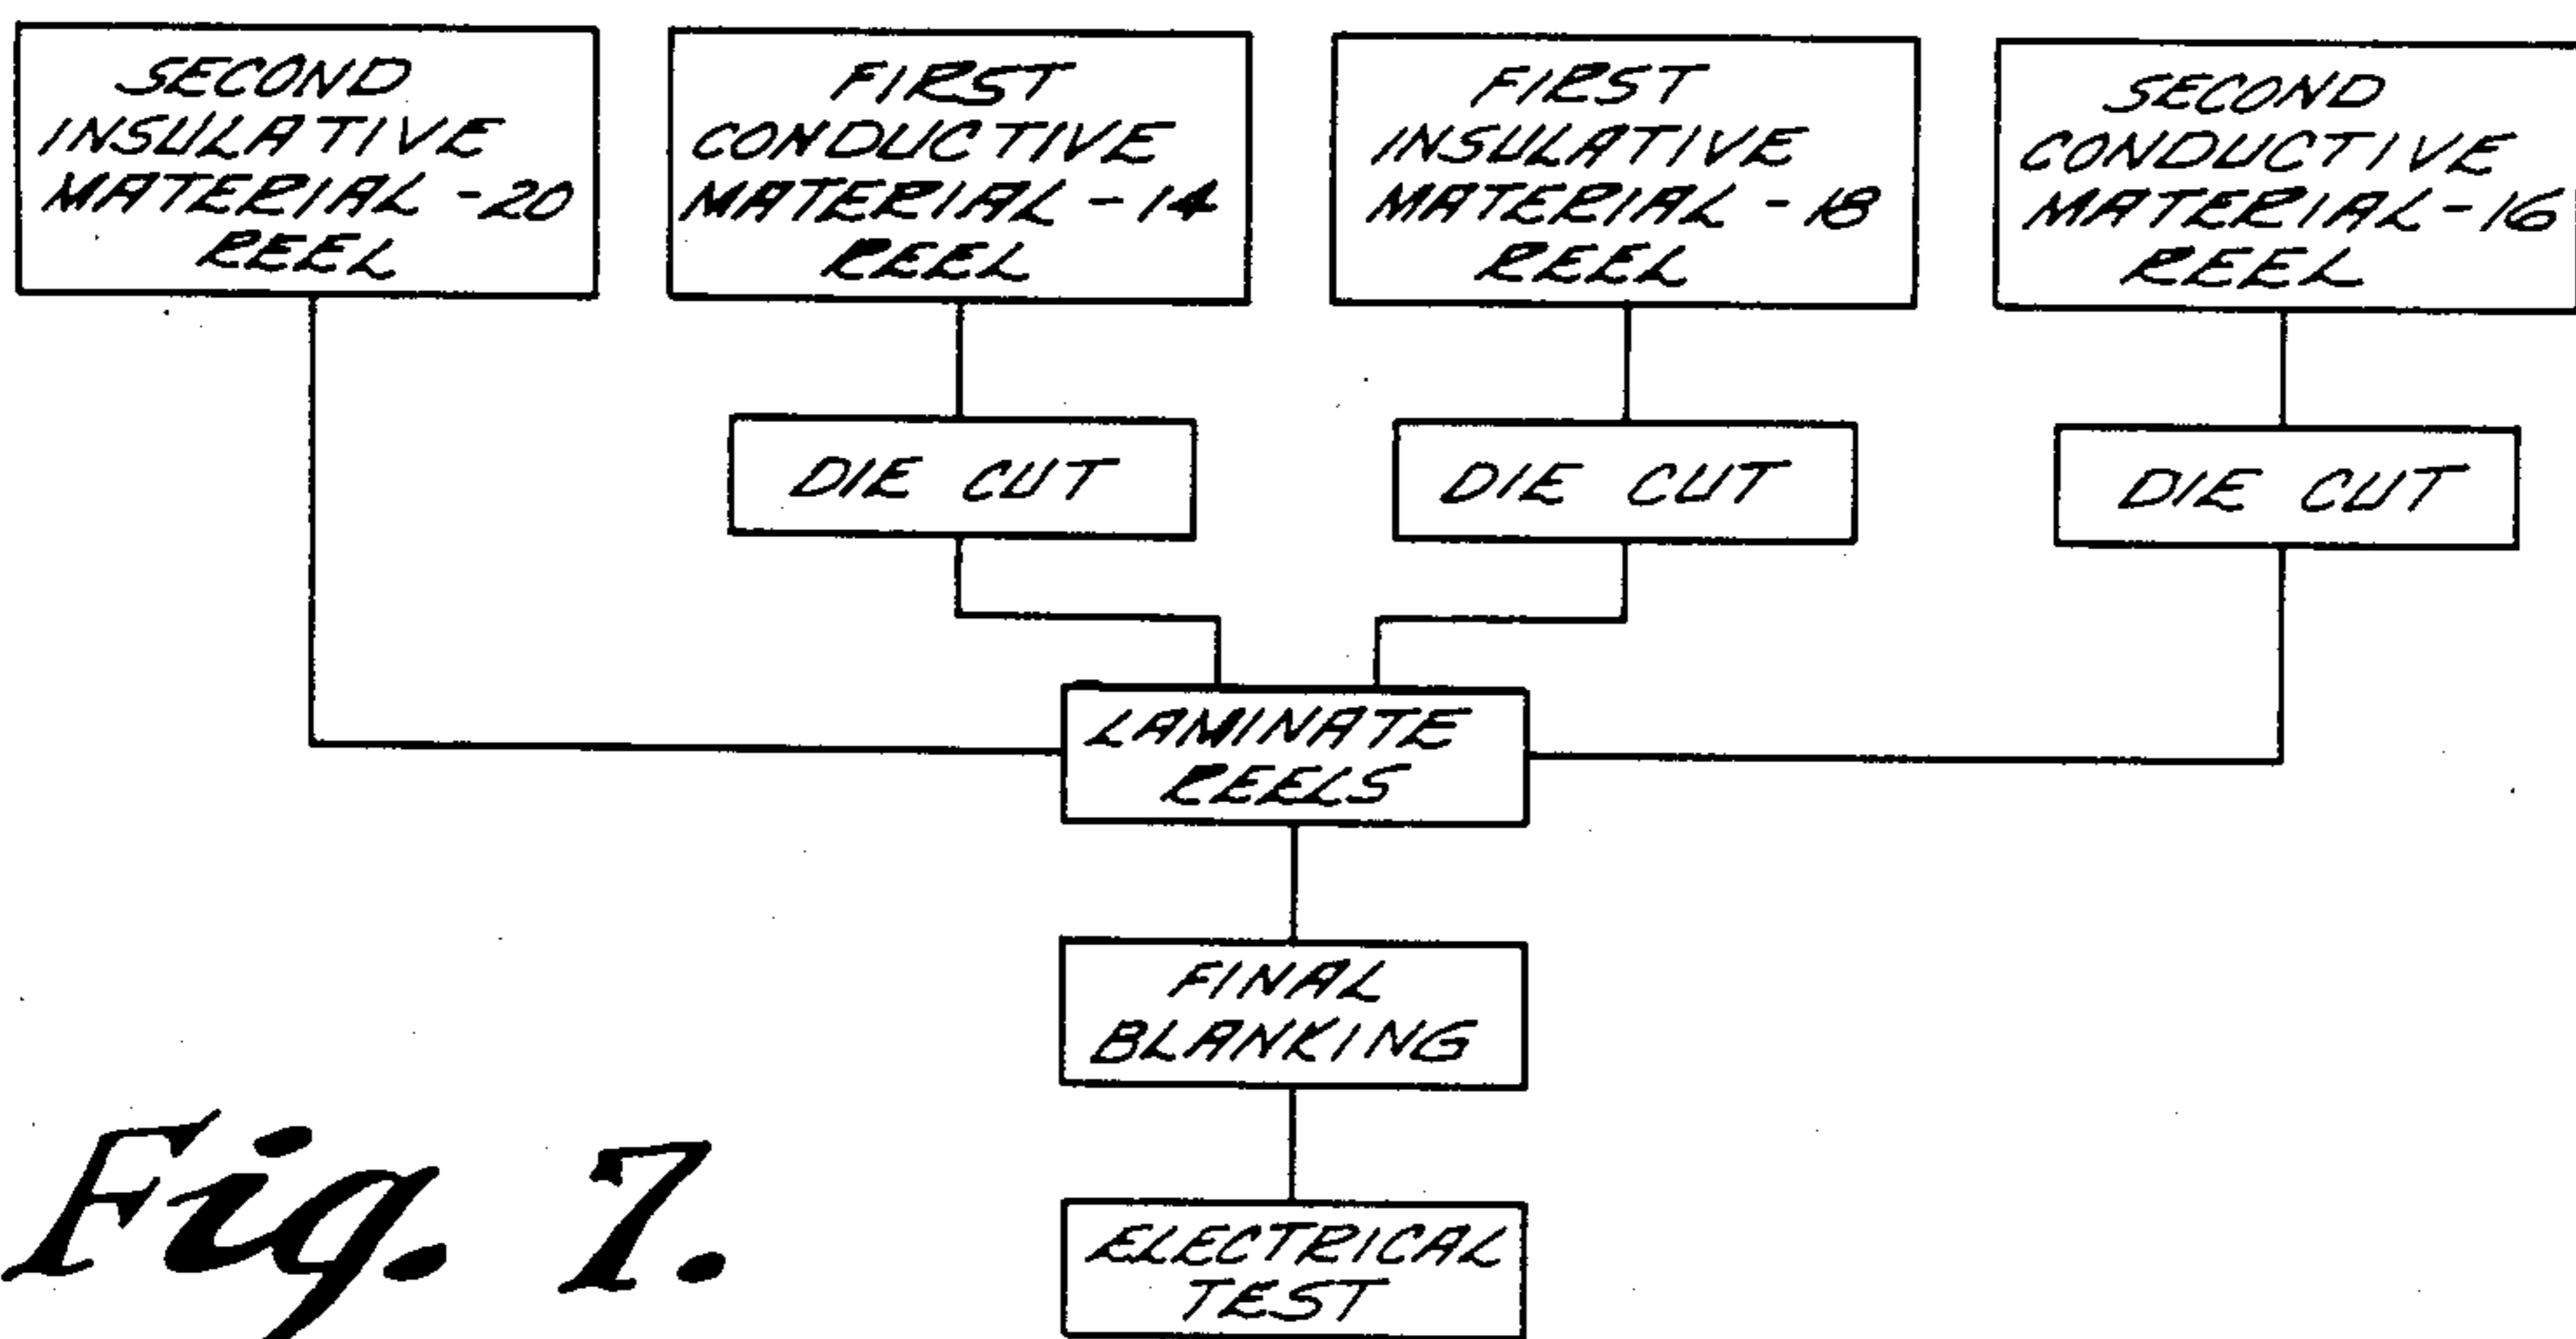 SECOND
INSULATIVE
MATERIAL-20
REEL
FIRST
CONDUCTIVE
MATERIAL-14
REEL
FIRST
INSULATIVE
MATERIAL-18
REEL
SECOND
CONDUCTIVE
MATERIAL-16
REEL
DIE CUT
DIE CUT
DIE CUT
LAMINATE
REELS
FINAL
BLANKING
ELECTRICAL
TEST
Fig. 7.